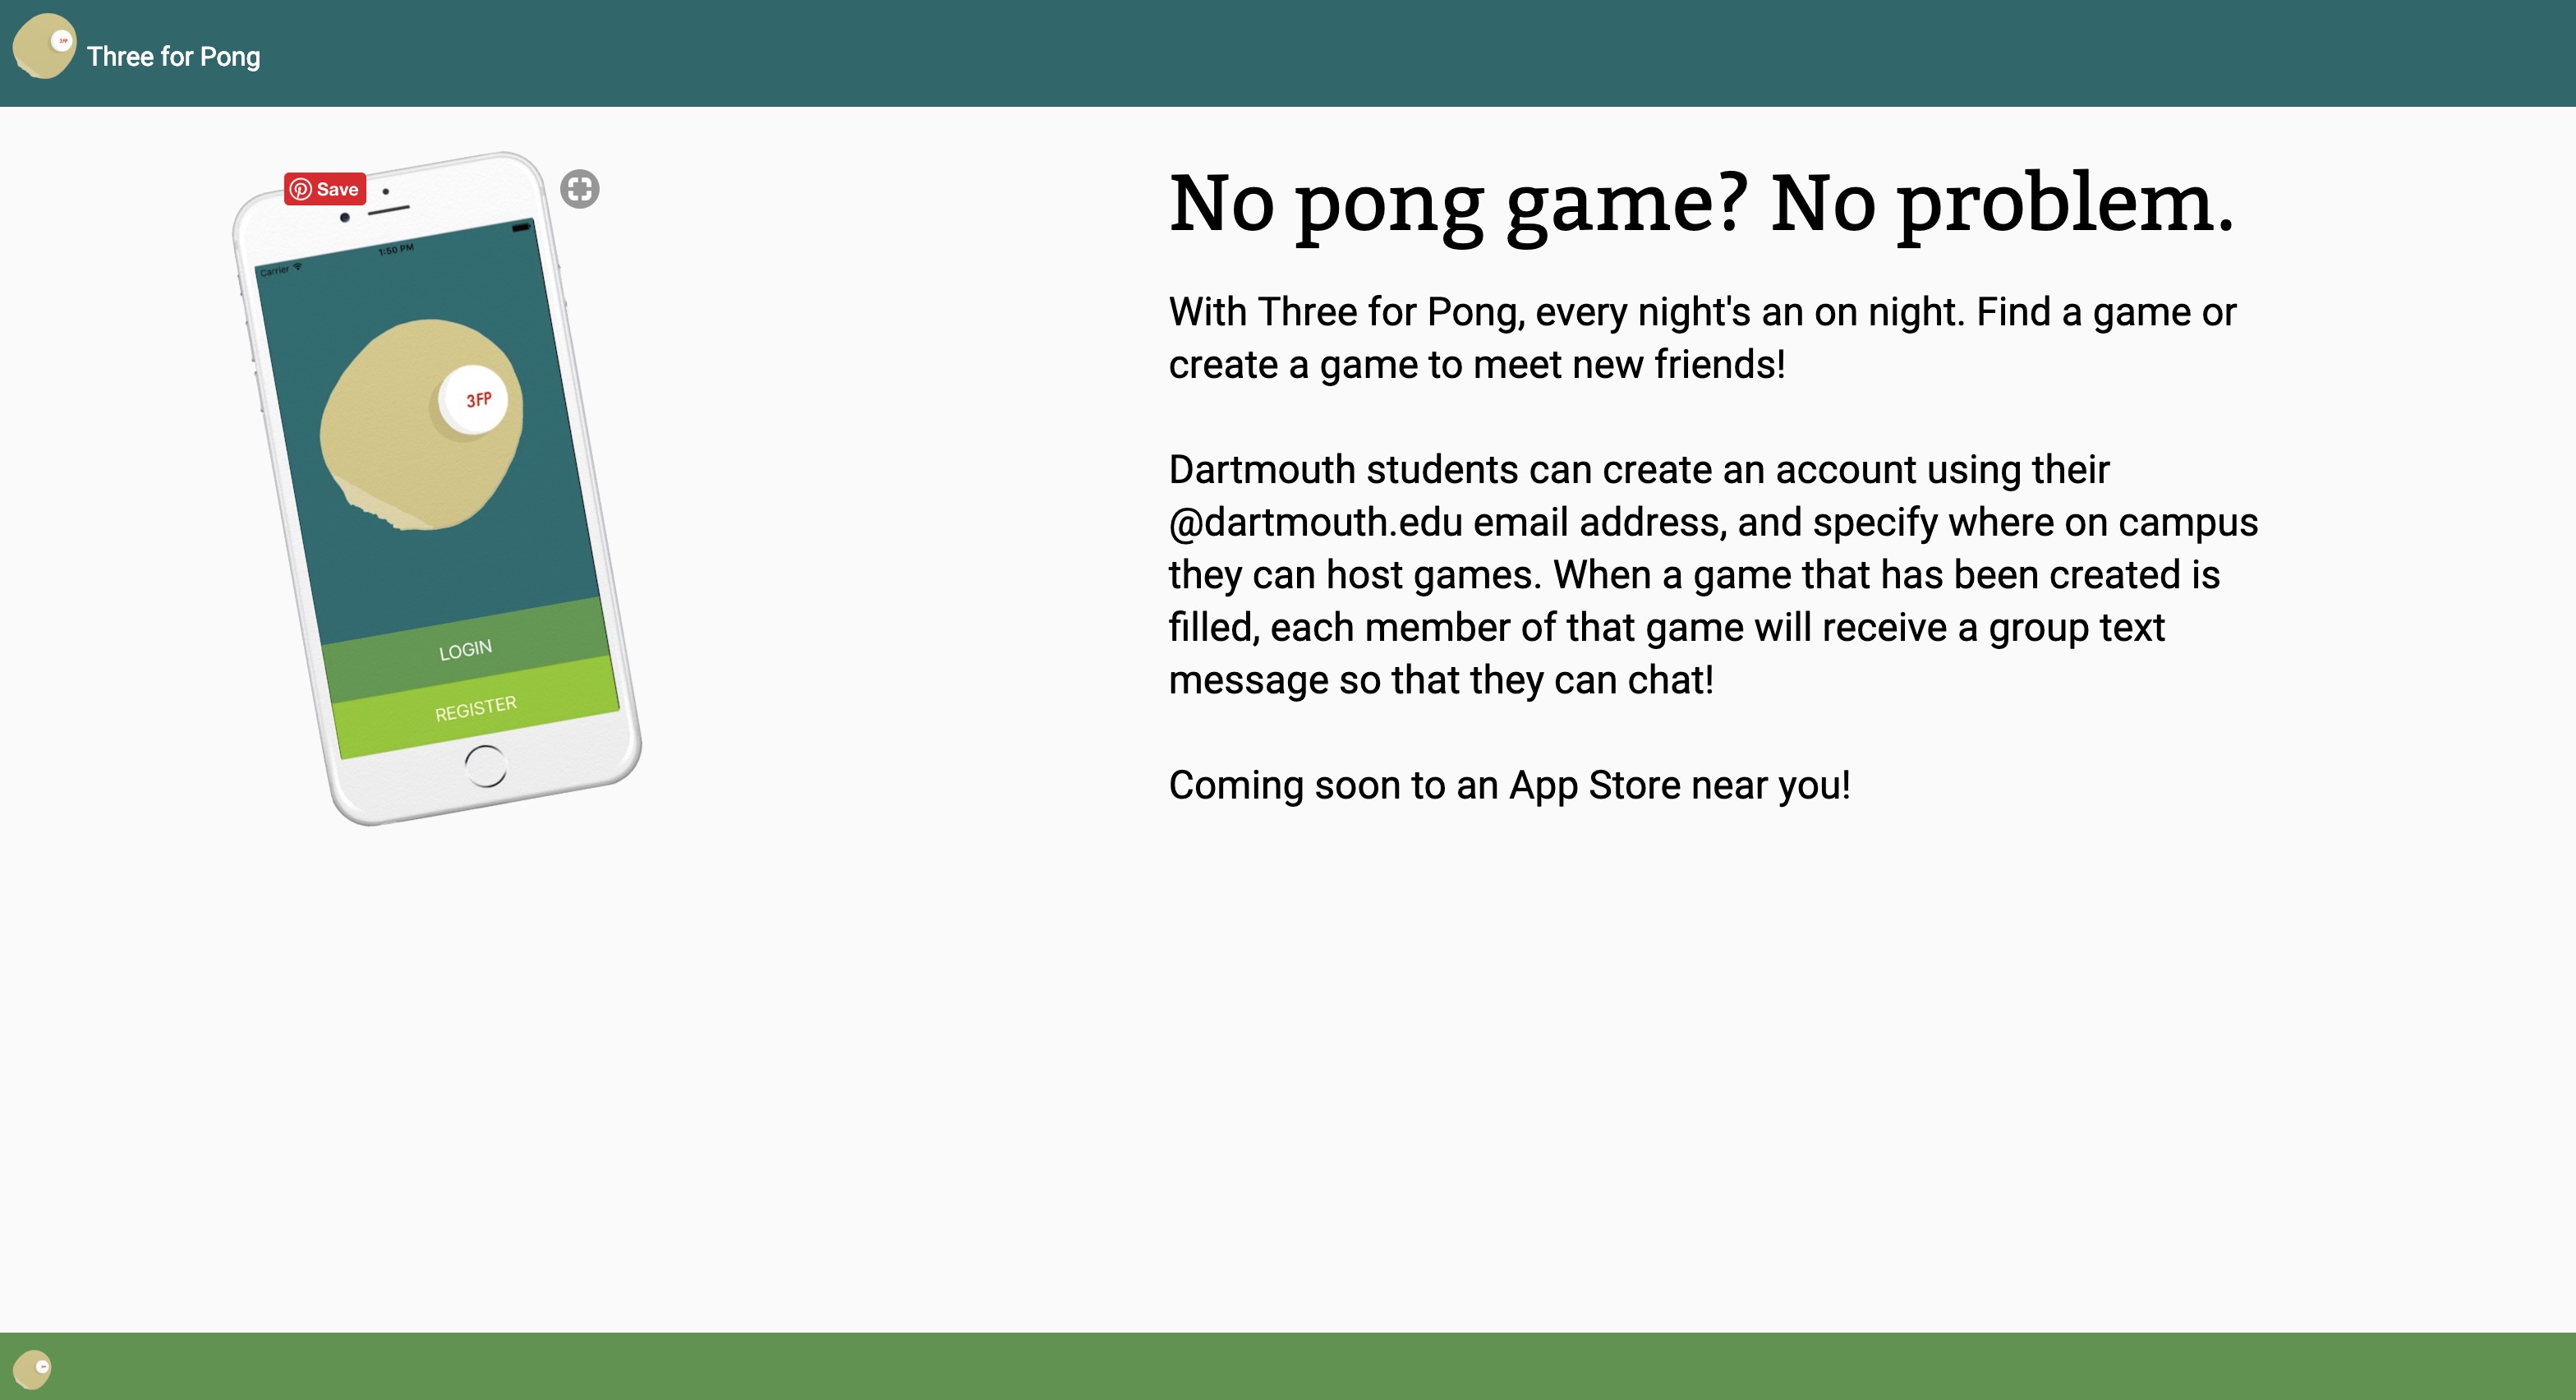 3FP
Three for Pong
Save
Carrier
1:50 PM
3FP
LOGIN
REGISTER
No pong game? No problem.
With Three for Pong, every night's an on night. Find a game or
create a game to meet new friends!
Dartmouth students can create an account using their
@dartmouth.edu email address, and specify where on campus
they can host games. When a game that has been created is
filled, each member of that game will receive a group text
message so that they can chat!
Coming soon to an App Store near you!